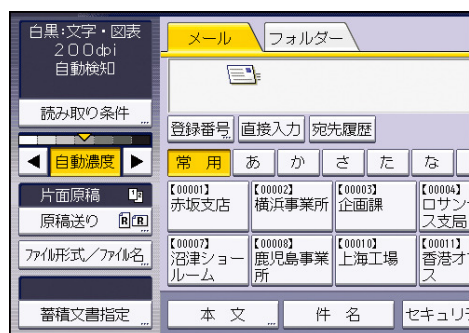 白黒:文字・図表
200dpi
自動検知
読み取り条件
自動濃度
片面原稿
原稿送り
ファイル形式/ファイル名
蓄積文書指定
メール
フォルダー
登録番号
直接入力
宛先履歴
常用
あ
か
さ
た
な
【00001】
赤坂支店
【00002】
横浜事業所
【00003】
企画課
【00004】
ロサン
ス支局
【00007】
沼津ショー
ルーム
【00008】
鹿児島事業
所
【00010】
上海工場
【00011】
香港オ
ス
本文
件名
セキュリ